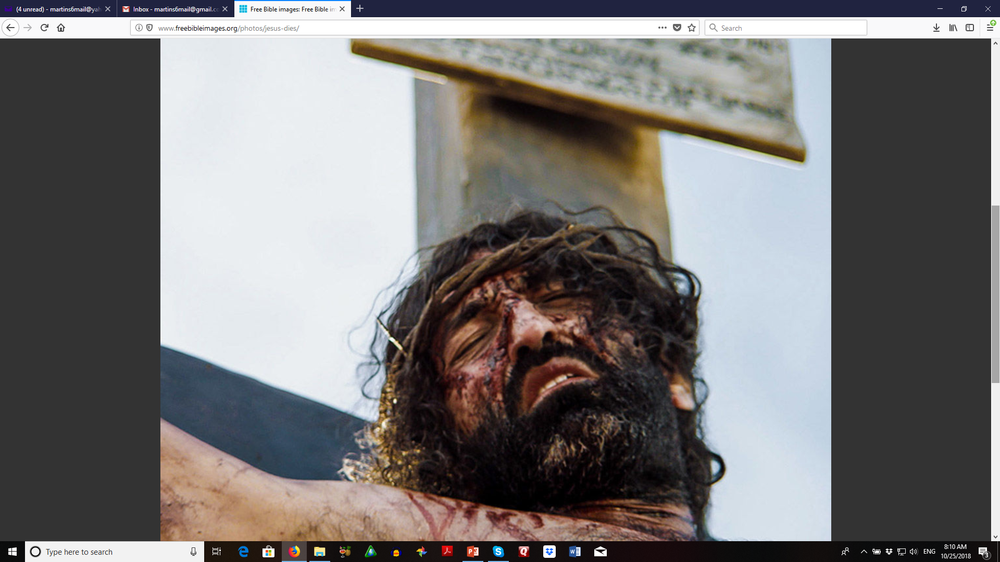 (4 unread) - martins6mail@yah
Inbox - martins6mail@gmail.co
Free Bible images: Free Bible im
www.freebibleimages.org/photos/jesus-dies/
Search
Type here to search
ENG
8:10 AM
10/25/2018
3